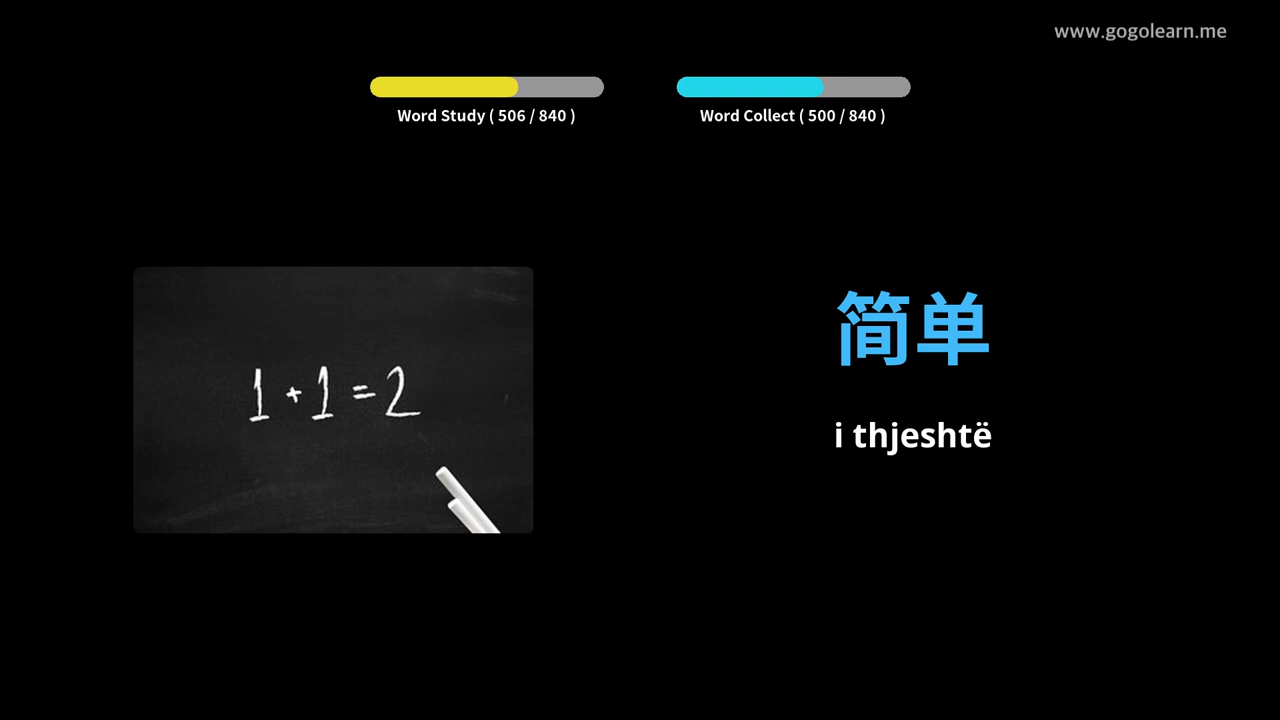 www.gogolearn.me
Word Study ( 506 / 840 )
Word Collect ( 500 / 840 )
1 + 1 = 2
简单
i thjeshtë